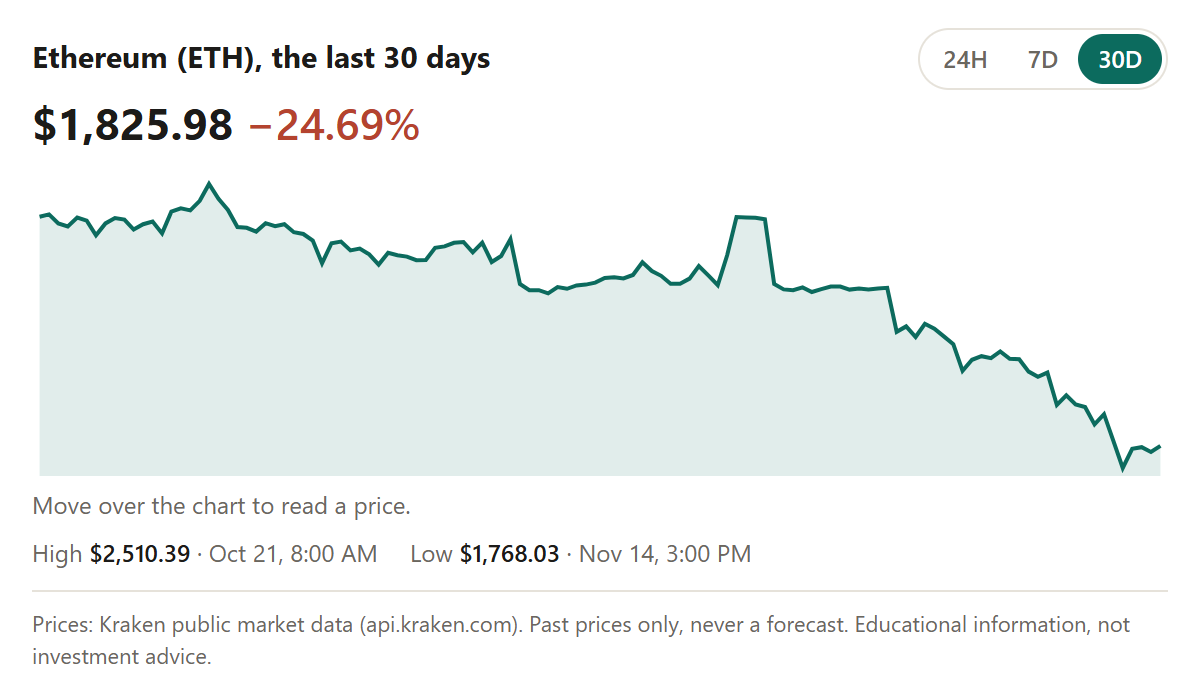 Ethereum (ETH), the last 30 days
24H 7D 30D
$1,825.98 −24.69%
Move over the chart to read a price.
High $2,510.39 · Oct 21, 8:00 AM Low $1,768.03 · Nov 14, 3:00 PM
Prices: Kraken public market data (api.kraken.com). Past prices only, never a forecast. Educational information, not
investment advice.